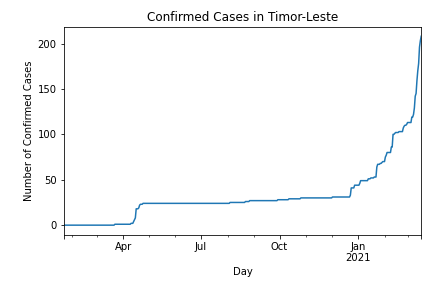 Confirmed Cases in Timor-Leste
Number of Confirmed Cases
200
150
100
50
0
Apr
Jul
Oct
Jan
2021
Day